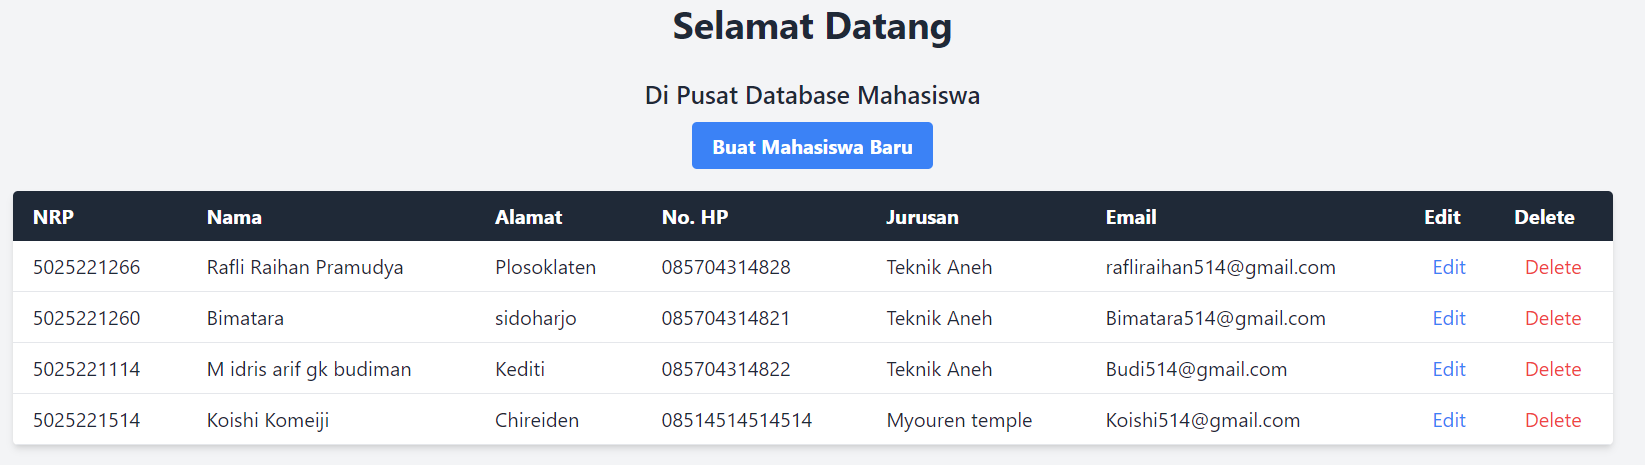 Selamat Datang
Di Pusat Database Mahasiswa
Buat Mahasiswa Baru
NRP Nama Alamat No. HP Jurusan Email Edit Delete
5025221266 Rafli Raihan Pramudya Plosoklaten 085704314828 Teknik Aneh rafliraihan514@gmail.com Edit Delete
5025221260 Bimatara sidoharjo 085704314821 Teknik Aneh Bimatara514@gmail.com Edit Delete
5025221114 M idris arif gk budiman Kediti 085704314822 Teknik Aneh Budi514@gmail.com Edit Delete
5025221514 Koishi Komeiji Chireiden 08514514514514 Myouren temple Koishi514@gmail.com Edit Delete